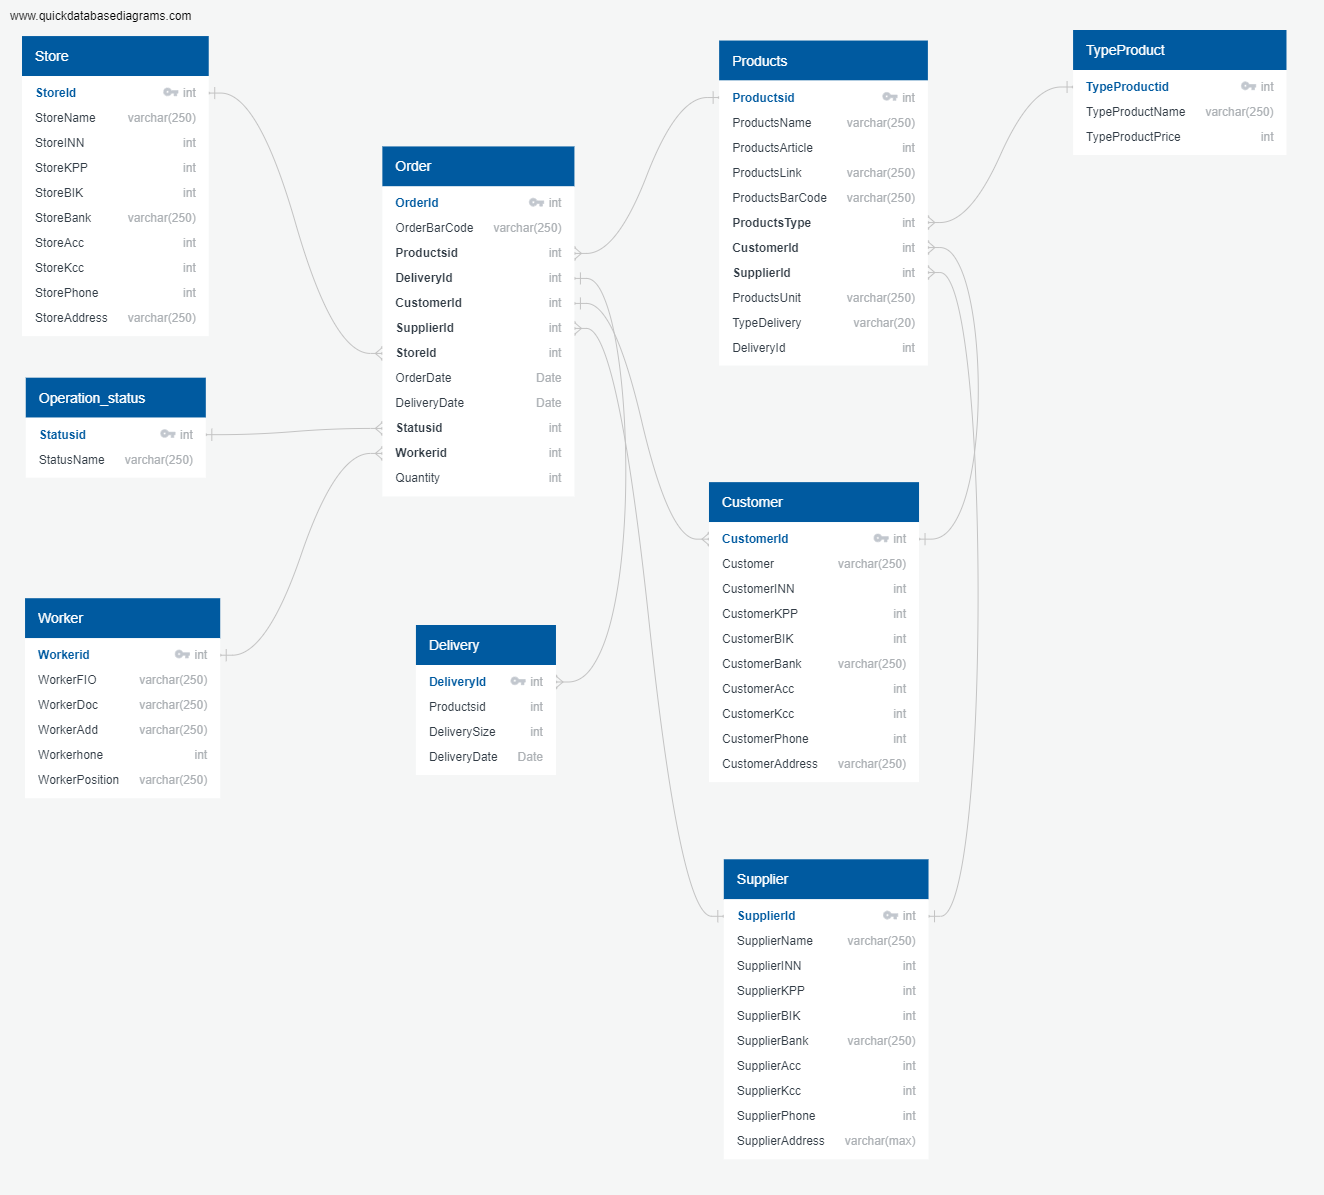 www.quickdatabasediagrams.com
Store
StoreId int
StoreName varchar(250)
StoreINN int
StoreKPP int
StoreBIK int
StoreBank varchar(250)
StoreAcc int
StoreKcc int
StorePhone int
StoreAddress varchar(250)
Operation_status
Statusid int
StatusName varchar(250)
Worker
Workerid int
WorkerFIO varchar(250)
WorkerDoc varchar(250)
WorkerAdd varchar(250)
Workerhone int
WorkerPosition varchar(250)
Order
OrderId int
OrderBarCode varchar(250)
Productsid int
DeliveryId int
CustomerId int
SupplierId int
StoreId int
OrderDate Date
DeliveryDate Date
Statusid int
Workerid int
Quantity int
Delivery
DeliveryId int
Productsid int
DeliverySize int
DeliveryDate Date
Products
Productsid int
ProductsName varchar(250)
ProductsArticle int
ProductsLink varchar(250)
ProductsBarCode varchar(250)
ProductsType int
CustomerId int
SupplierId int
ProductsUnit varchar(250)
TypeDelivery varchar(20)
DeliveryId int
Customer
CustomerId int
Customer varchar(250)
CustomerINN int
CustomerKPP int
CustomerBIK int
CustomerBank varchar(250)
CustomerAcc int
CustomerKcc int
CustomerPhone int
CustomerAddress varchar(250)
Supplier
SupplierId int
SupplierName varchar(250)
SupplierINN int
SupplierKPP int
SupplierBIK int
SupplierBank varchar(250)
SupplierAcc int
SupplierKcc int
SupplierPhone int
SupplierAddress varchar(max)
TypeProduct
TypeProductid int
TypeProductName varchar(250)
TypeProductPrice int